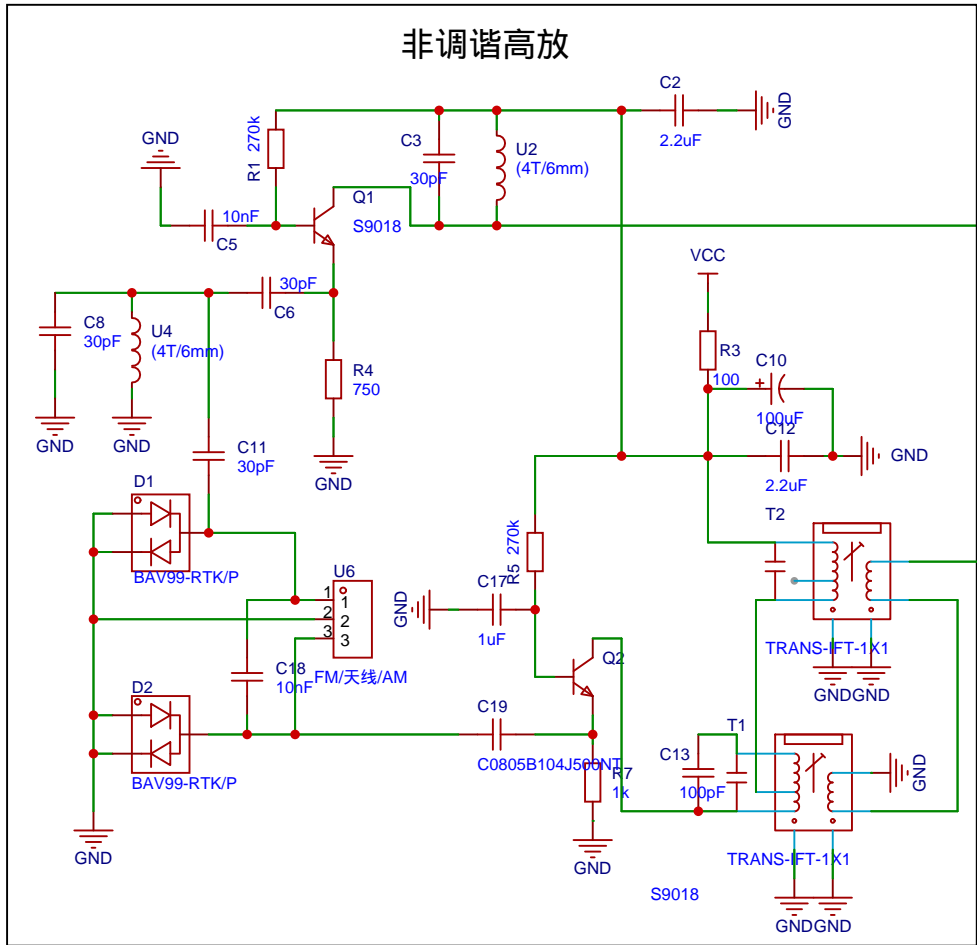 非调谐高放
C2
2.2uF
GND
GND
R1
270k
C3
30pF
U2
(4T/6mm)
Q1
S9018
10nF
C5
30pF
C6
VCC
C8
30pF
U4
(4T/6mm)
R3
100
C10
+
100uF
R4
750
GND
GND
C11
30pF
GND
C12
2.2uF
GND
D1
BAV99-RTK/P
R5
270k
T2
U6
1
2
3
1
2
3
FM/天线/AM
GND
C17
1uF
TRANS-IFT-1X1
GND
GND
Q2
C18
10nF
D2
BAV99-RTK/P
C19
C0805B104J500NT
R7
1k
C13
100pF
T1
GND
GND
GND
TRANS-IFT-1X1
S9018
GND
GND